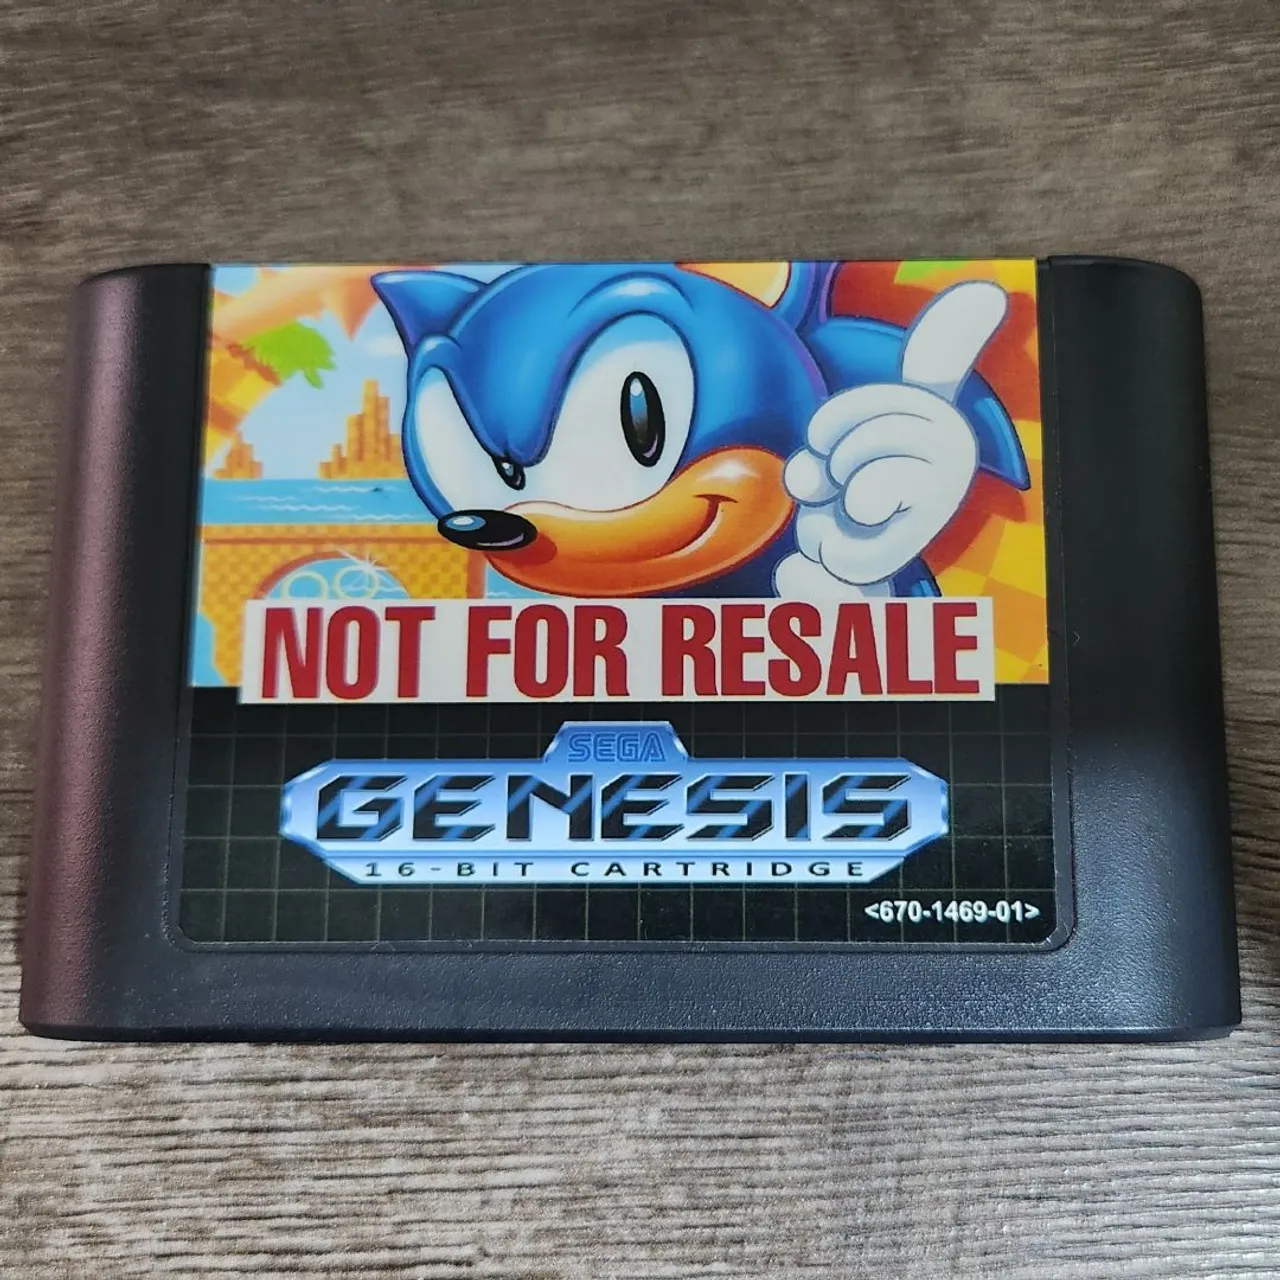 NOT FOR RESALE
SEGA
GENESIS
16-BIT CARTRIDGE
<670-1469-01>